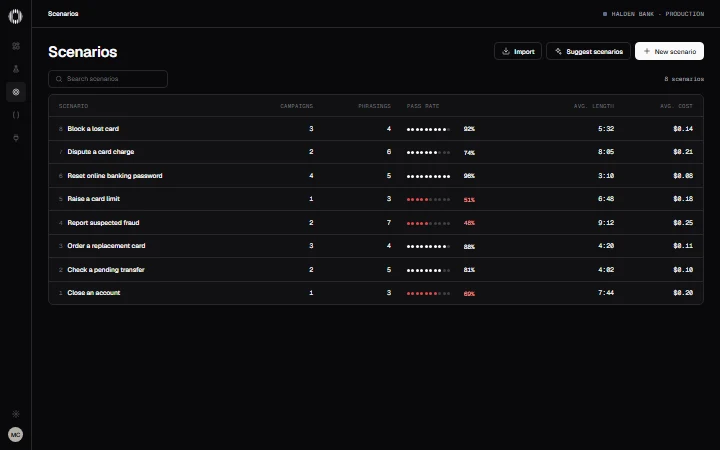 Scenarios
HALDEN BANK · PRODUCTION
Scenarios
Import
Suggest scenarios
New scenario
Search scenarios
8 scenarios
SCENARIO CAMPAIGNS PHRASINGS PASS RATE AVG. LENGTH AVG. COST
8 Block a lost card 3 4 92% 5:32 $0.14
7 Dispute a card charge 2 6 74% 8:05 $0.21
6 Reset online banking password 4 5 96% 3:10 $0.08
5 Raise a card limit 1 3 51% 6:48 $0.18
4 Report suspected fraud 2 7 48% 9:12 $0.25
3 Order a replacement card 3 4 88% 4:20 $0.11
2 Check a pending transfer 2 5 81% 4:02 $0.10
1 Close an account 1 3 69% 7:44 $0.20
MC